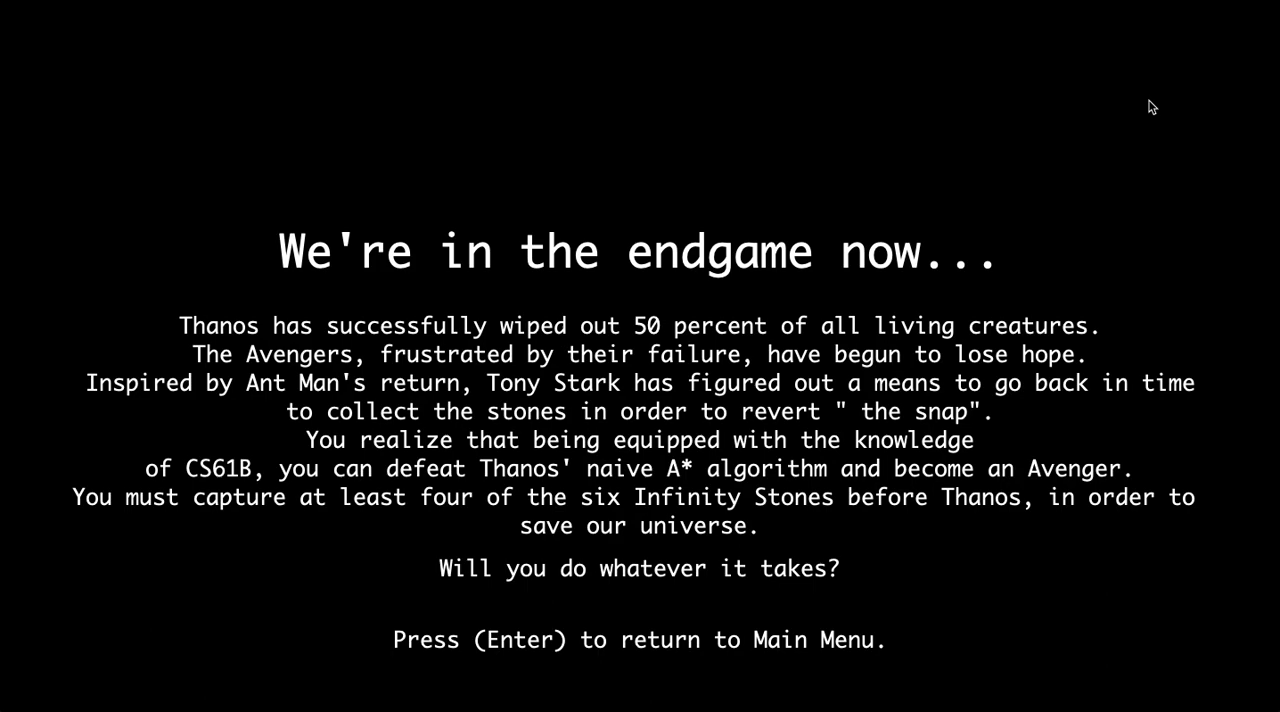 We're in the endgame now...
Thanos has successfully wiped out 50 percent of all living creatures.
The Avengers, frustrated by their failure, have begun to lose hope.
Inspired by Ant Man's return, Tony Stark has figured out a means to go back in time
to collect the stones in order to revert " the snap".
You realize that being equipped with the knowledge
of CS61B, you can defeat Thanos' naive A* algorithm and become an Avenger.
You must capture at least four of the six Infinity Stones before Thanos, in order to
save our universe.
Will you do whatever it takes?
Press (Enter) to return to Main Menu.